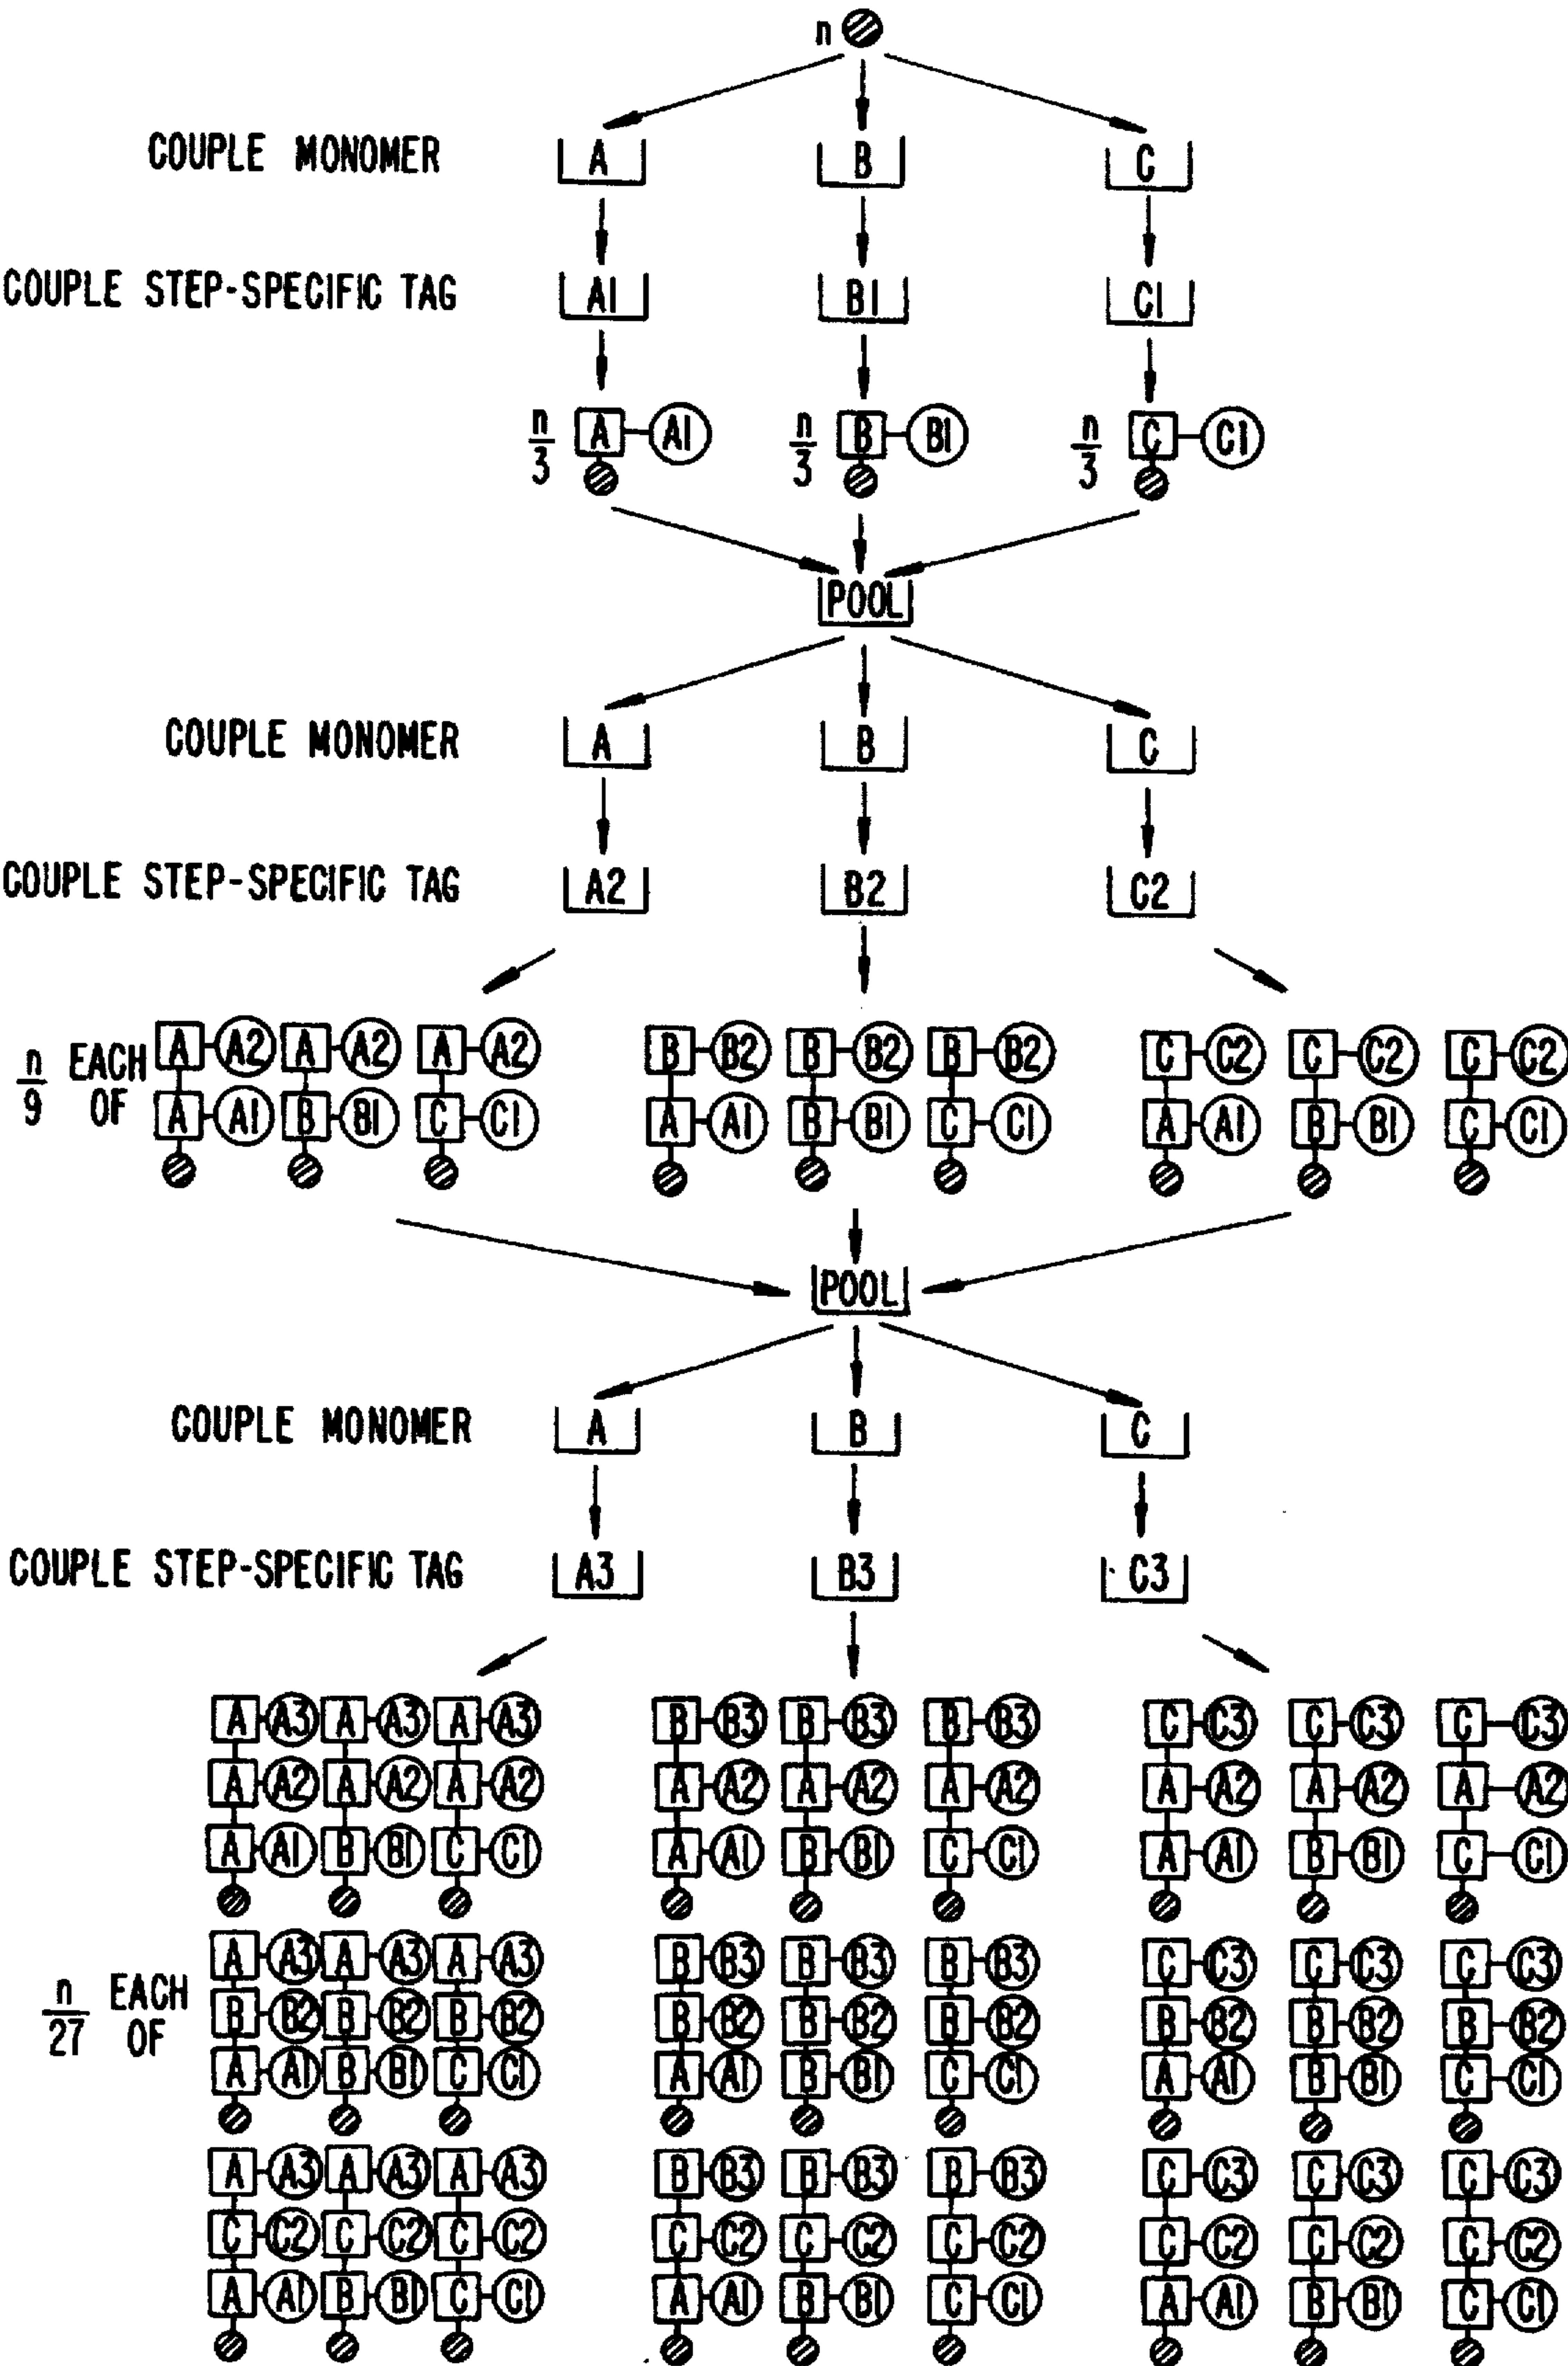 n
COUPLE MONOMER A B C
COUPLE STEP-SPECIFIC TAG A1 B1 C1
n/3 A A1 n/3 B B1 n/3 C C1
POOL
COUPLE MONOMER A B C
COUPLE STEP-SPECIFIC TAG A2 B2 C2
n/9 EACH OF
A A2 A A2 A A2 B B2 B B2 B B2 C C2 C C2 C C2
A A1 B B1 C C1 A A1 B B1 C C1 A A1 B B1 C C1
POOL
COUPLE MONOMER A B C
COUPLE STEP-SPECIFIC TAG A3 B3 C3
A A3 A A3 A A3 B B3 B B3 B B3 C C3 C C3 C C3
A A2 A A2 A A2 A A2 A A2 A A2 A A2 A A2 A A2
A A1 B B1 C C1 A A1 B B1 C C1 A A1 B B1 C C1
n/27 EACH OF
A A3 A A3 A A3 B B3 B B3 B B3 C C3 C C3 C C3
B B2 B B2 B B2 B B2 B B2 B B2 B B2 B B2 B B2
A A1 B B1 C C1 A A1 B B1 C C1 A A1 B B1 C C1
A A3 A A3 A A3 B B3 B B3 B B3 C C3 C C3 C C3
C C2 C C2 C C2 C C2 C C2 C C2 C C2 C C2 C C2
A A1 B B1 C C1 A A1 B B1 C C1 A A1 B B1 C C1